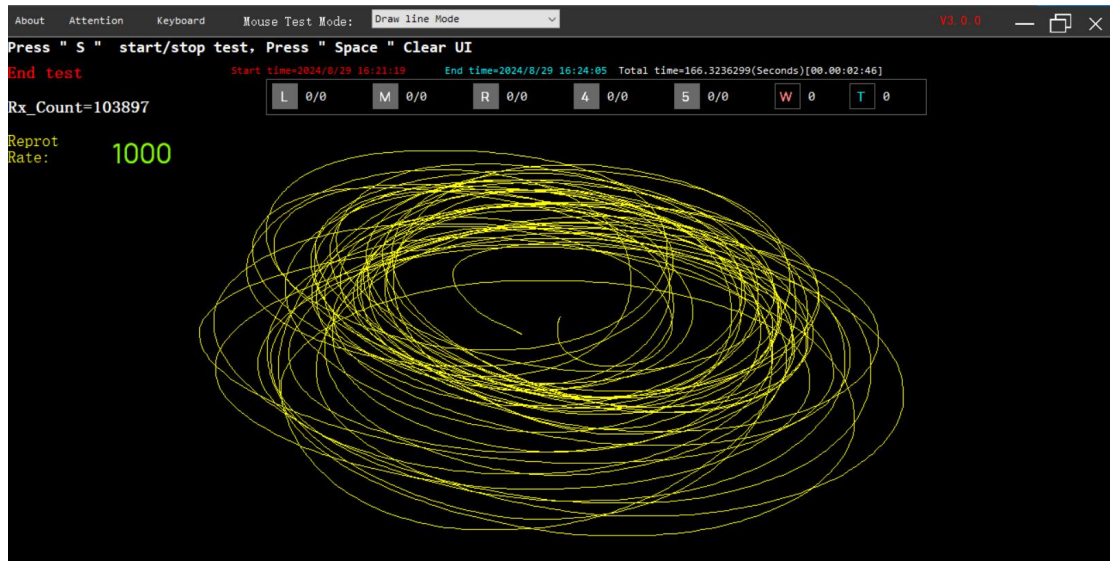 About Attention Keyboard Mouse Test Mode: Draw line Mode V3.0.0
Press " S " start/stop test, Press " Space " Clear UI
End test Start time=2024/8/29 16:21:19 End time=2024/8/29 16:24:05 Total time=166.3236299(Seconds)[00.00:02:46]
L 0/0 M 0/0 R 0/0 4 0/0 5 0/0 W 0 T 0
Rx_Count=103897
Reprot
Rate: 1000